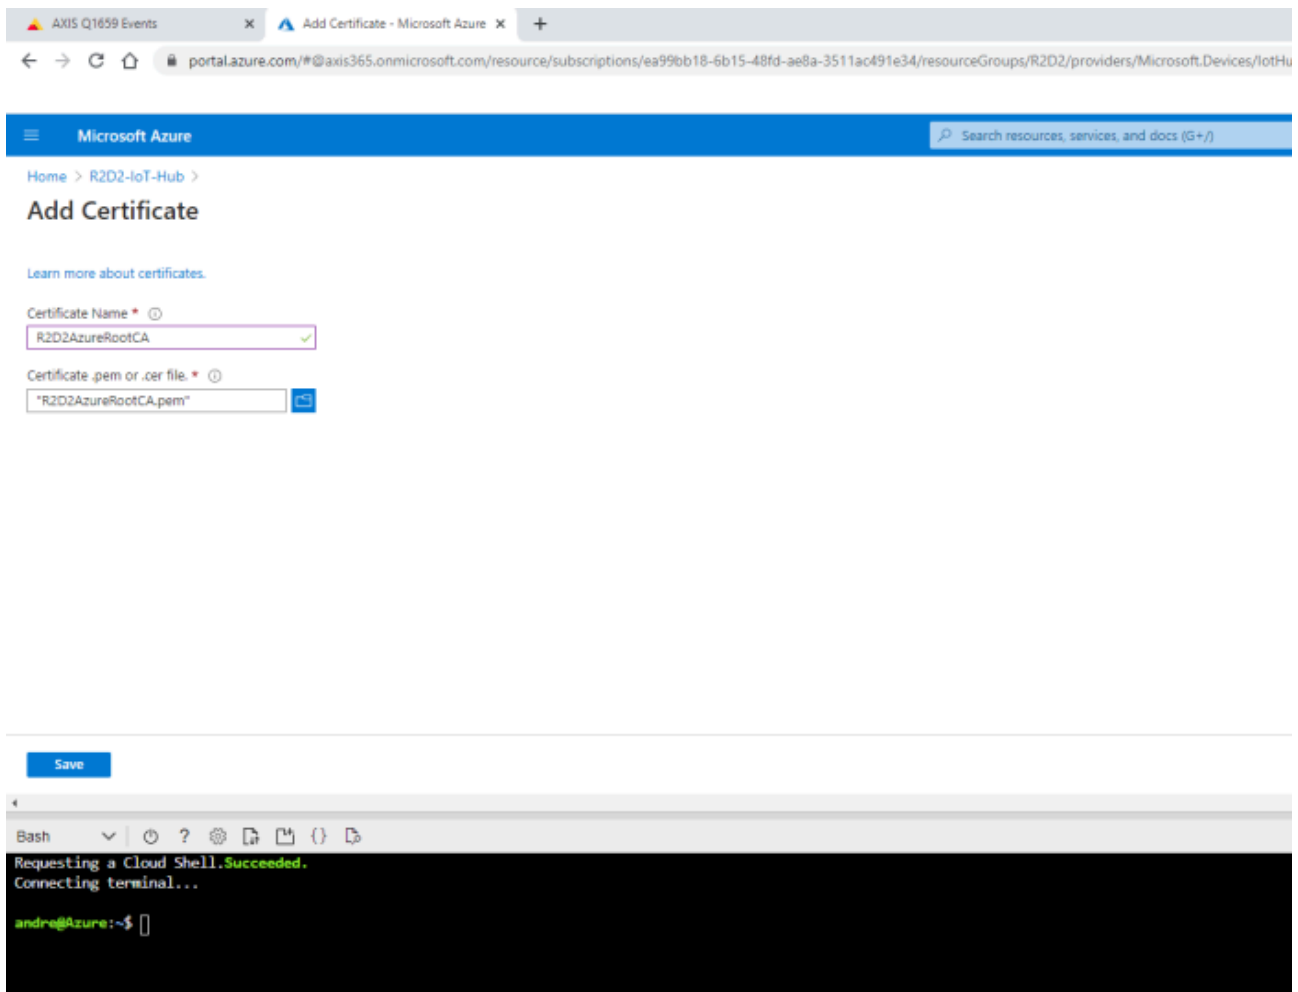 AXIS Q1659 Events
Add Certificate - Microsoft Azure
portal.azure.com/#@axis365.onmicrosoft.com/resource/subscriptions/ea99bb18-6b15-48fd-ae8a-3511ac491e34/resourceGroups/R2D2/providers/Microsoft.Devices/IotHu
Microsoft Azure
Search resources, services, and docs (G+/)
Home > R2D2-IoT-Hub >
Add Certificate
Learn more about certificates.
Certificate Name *
R2D2AzureRootCA
Certificate .pem or .cer file. *
"R2D2AzureRootCA.pem"
Save
Bash
Requesting a Cloud Shell.Succeeded.
Connecting terminal...
andre@Azure:~$